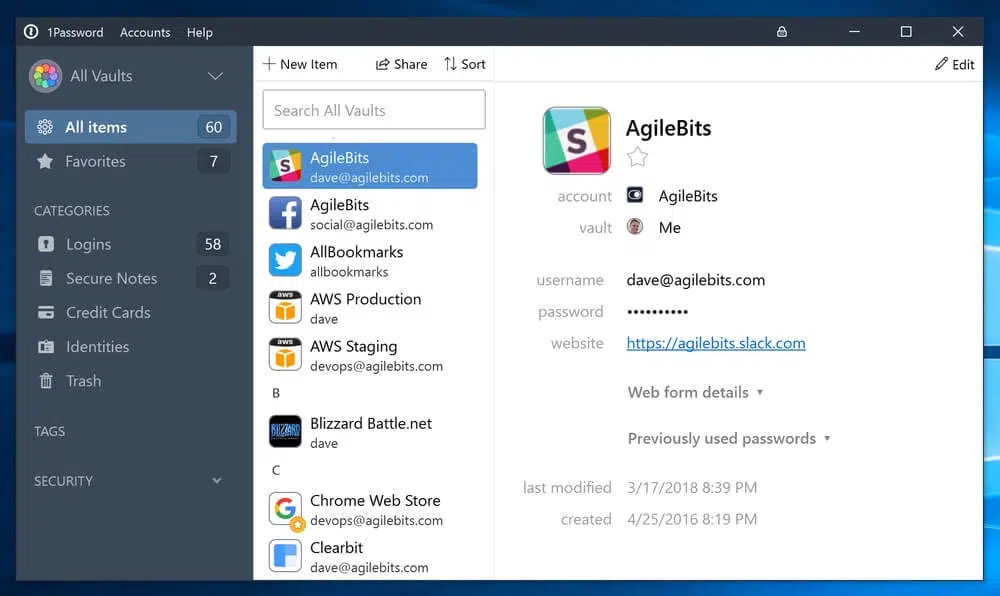 1Password Accounts Help
All Vaults
All items 60
Favorites 7
CATEGORIES
Logins 58
Secure Notes 2
Credit Cards
Identities
Trash
TAGS
SECURITY
New Item Share Sort
Search All Vaults
S
AgileBits
dave@agilebits.com
AgileBits
social@agilebits.com
AllBookmarks
allbookmarks
aws
AWS Production
dave
aws
AWS Staging
devops@agilebits.com
B
BLIZZARD
Blizzard Battle.net
dave
C
G
Chrome Web Store
devops@agilebits.com
Clearbit
dave@agilebits.com
Edit
S
AgileBits
account AgileBits
vault Me
username dave@agilebits.com
password ••••••••••
website https://agilebits.slack.com
Web form details
Previously used passwords
last modified 3/17/2018 8:39 PM
created 4/25/2016 8:19 PM